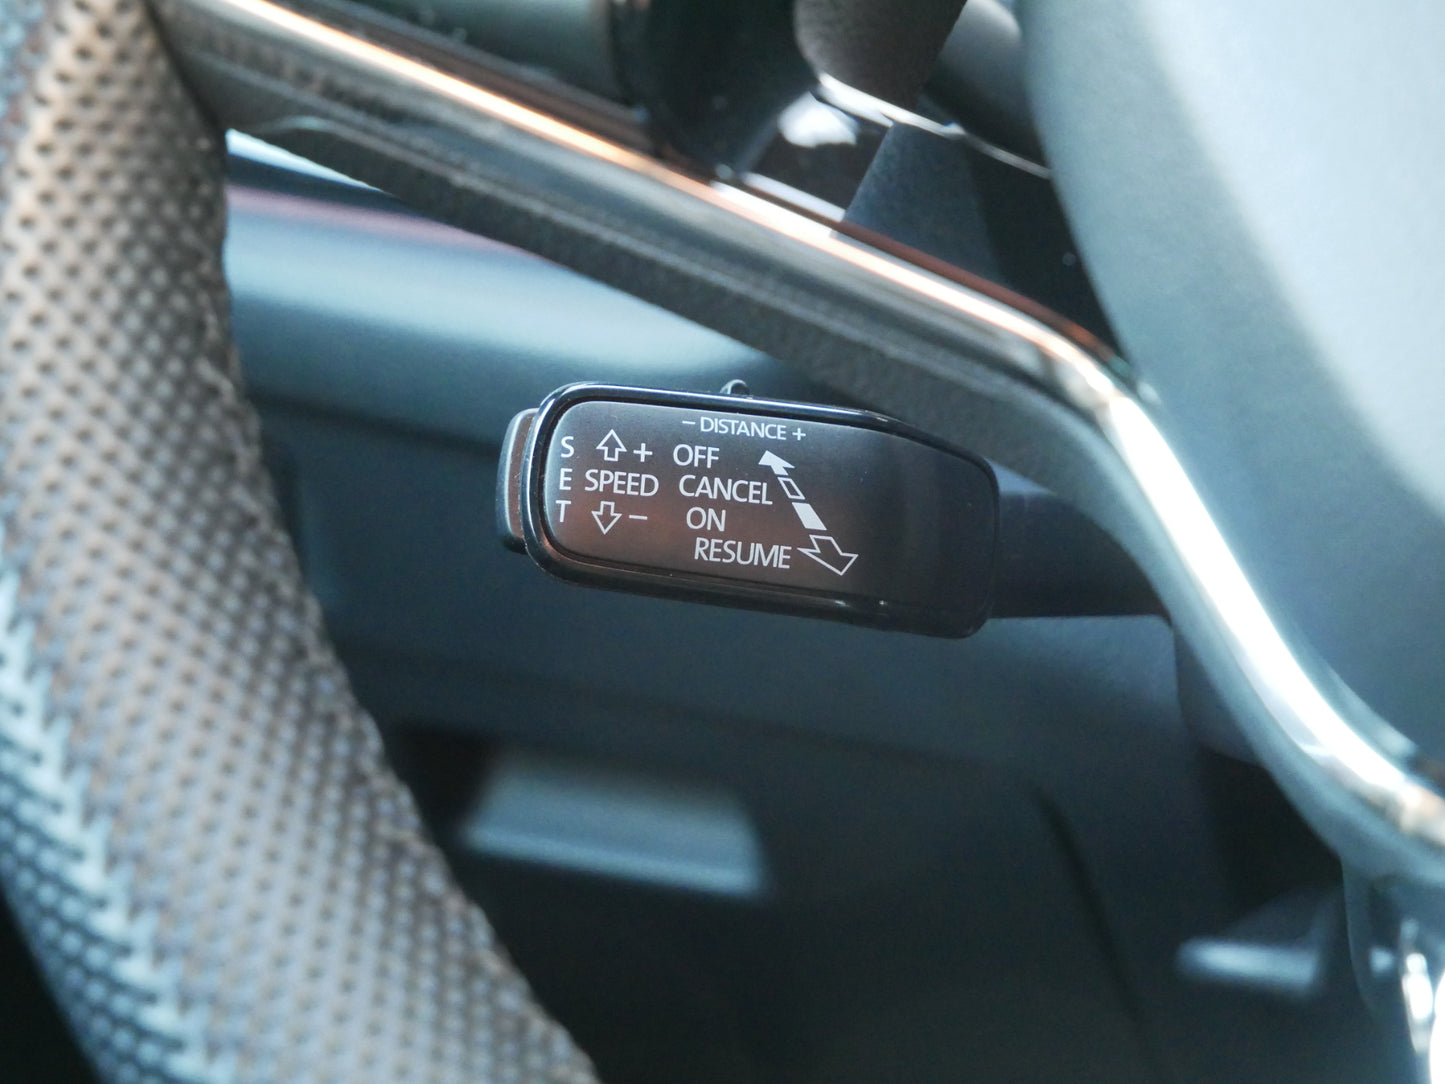 − DISTANCE +
S + OFF
E SPEED CANCEL
T − ON
RESUME